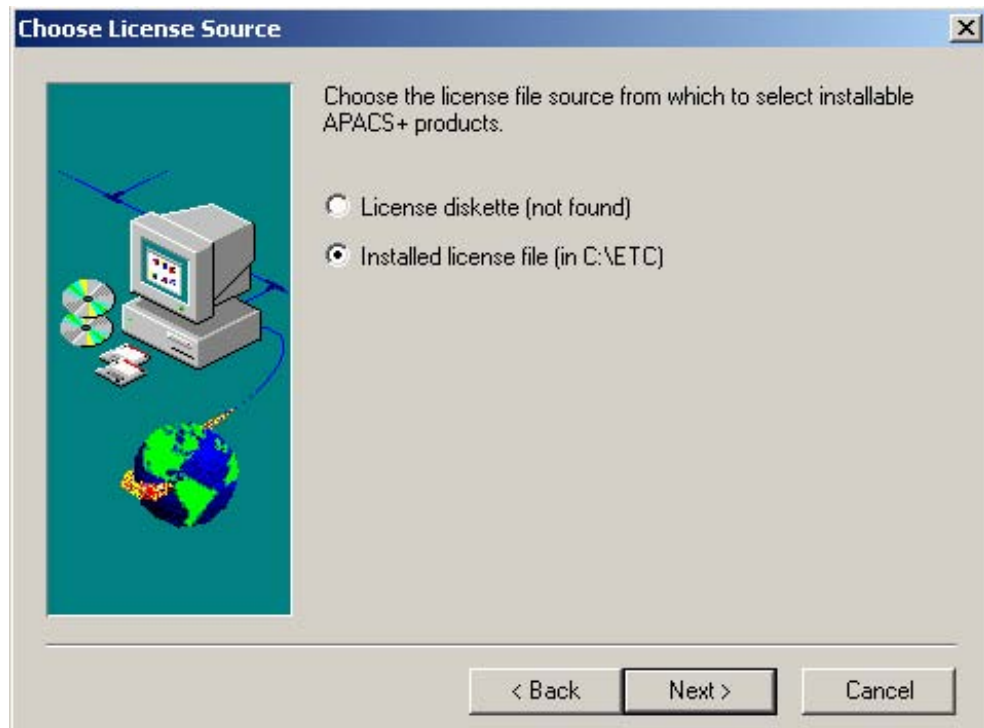 Choose License Source
Choose the license file source from which to select installable
APACS+ products.
License diskette (not found)
Installed license file (in C:\ETC)
< Back
Next >
Cancel